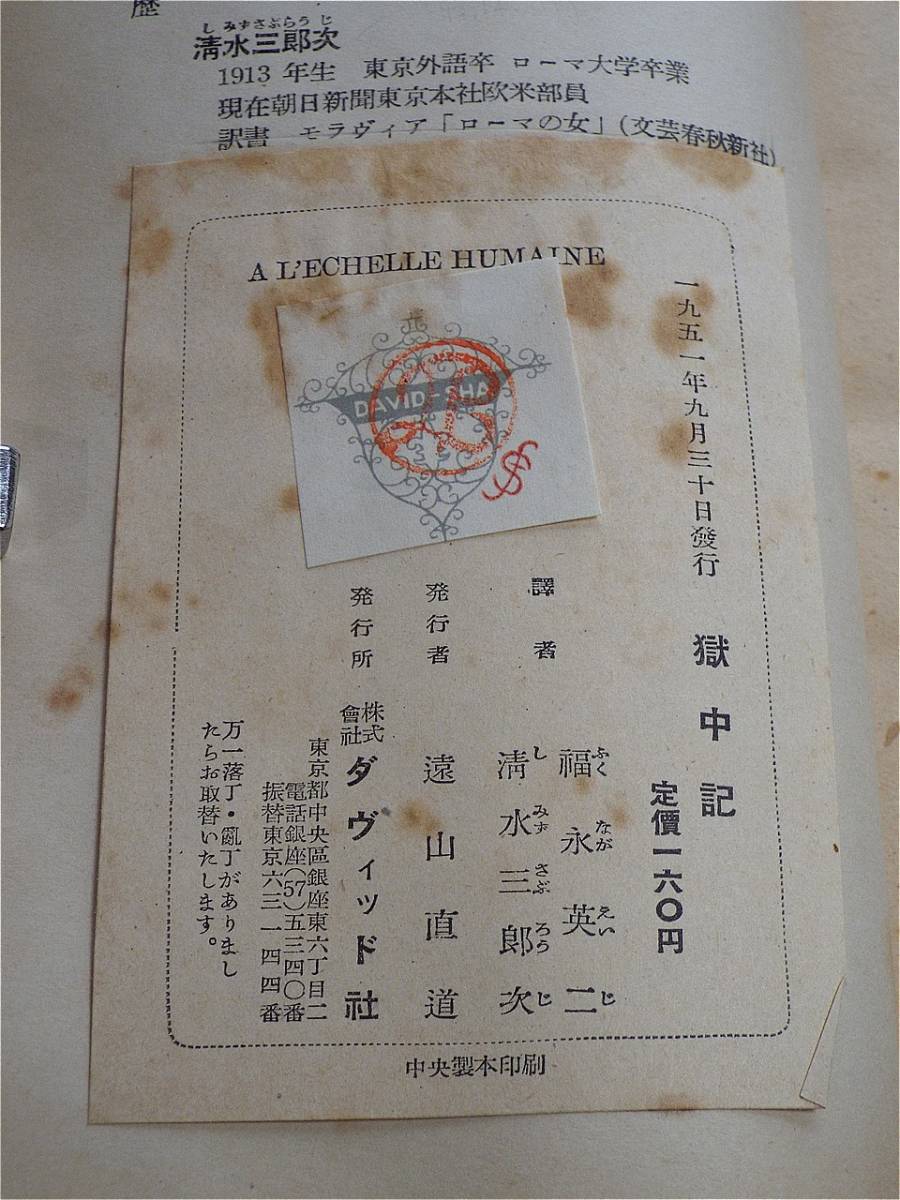 歴
しみずさぶらうじ
清水三郎次
1913 年生　東京外語卒　ローマ大学卒業
現在朝日新聞東京本社欧米部員
訳書　モラヴィア「ローマの女」(文芸春秋新社)
A L'ECHELLE HUMAINE
DAVID-SHA
一九五一年九月三十日發行
獄中記
定價一六〇円
譯者
ふくながえいじ
福永英二
しみずさぶろうじ
清水三郎次
発行者
遠山直道
発行所
株式會社
ダヴィッド社
東京都中央區銀座東六丁目二
電話銀座(57)五三四〇番
振替東京六三一四四番
万一落丁・亂丁がありまし
たらお取替いたします。
中央製本印刷